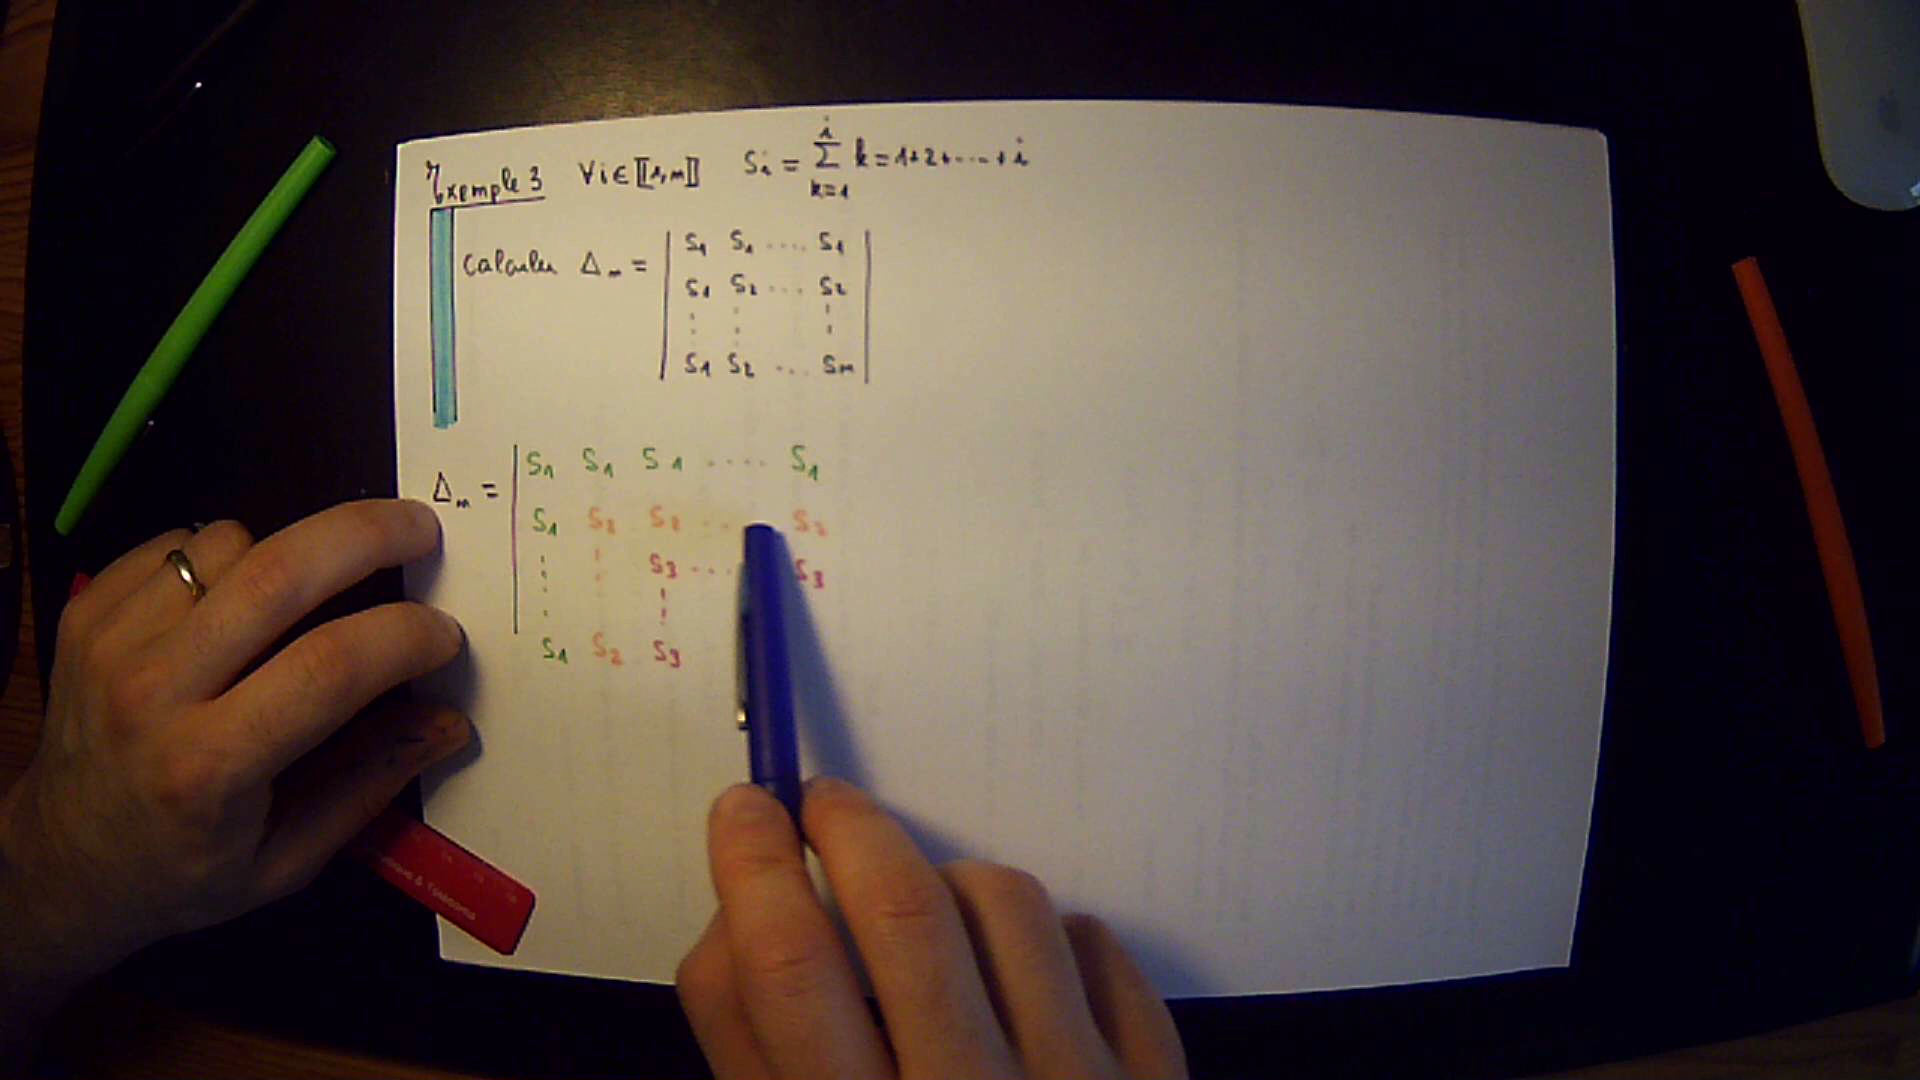 Exemple 3 ∀i∈⟦1,n⟧ Si = Σ_{k=1}^{i} k = 1+2+....+i
Calculer Δn = | S1 S1 .... S1 |
| S1 S2 ... S2 |
| ⋮ ⋮ ⋮ |
| S1 S2 ... Sn |
Δn = | S1 S1 S1 .... S1
S1 S2 S2 ... S2
⋮ ⋮ S3 ... S3
⋮
S1 S2 S3